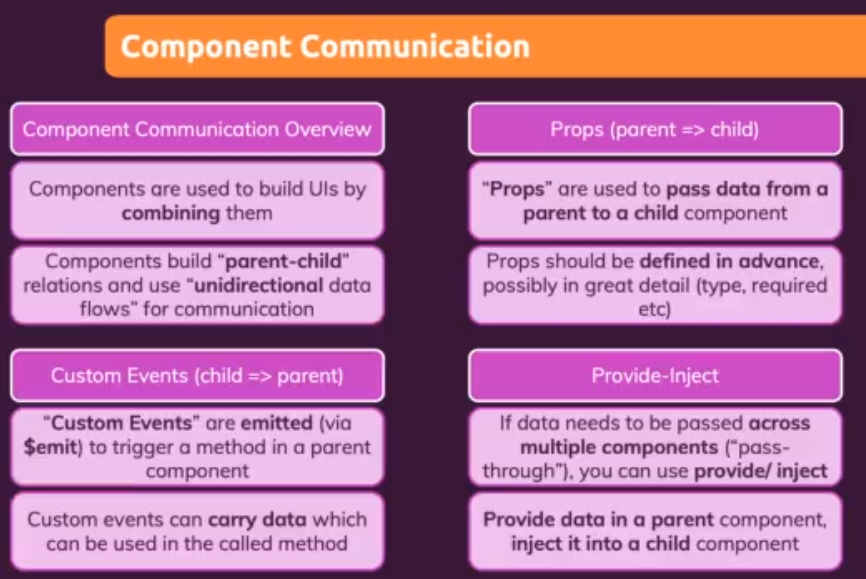 Component Communication
Component Communication Overview
Components are used to build UIs by
combining them
Components build “parent-child”
relations and use “unidirectional data
flows” for communication
Props (parent => child)
“Props” are used to pass data from a
parent to a child component
Props should be defined in advance,
possibly in great detail (type, required
etc)
Custom Events (child => parent)
“Custom Events” are emitted (via
$emit) to trigger a method in a parent
component
Custom events can carry data which
can be used in the called method
Provide-Inject
If data needs to be passed across
multiple components (“pass-
through”), you can use provide/ inject
Provide data in a parent component,
inject it into a child component